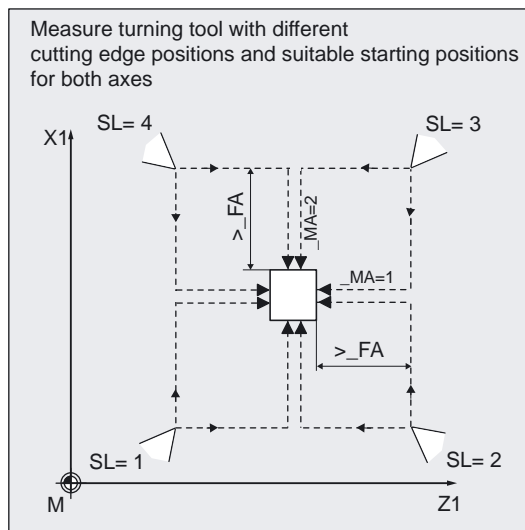 Measure turning tool with different
cutting edge positions and suitable starting positions
for both axes
SL= 4
SL= 3
X1
>_FA
_MA=2
_MA=1
>_FA
SL= 1
SL= 2
M
Z1